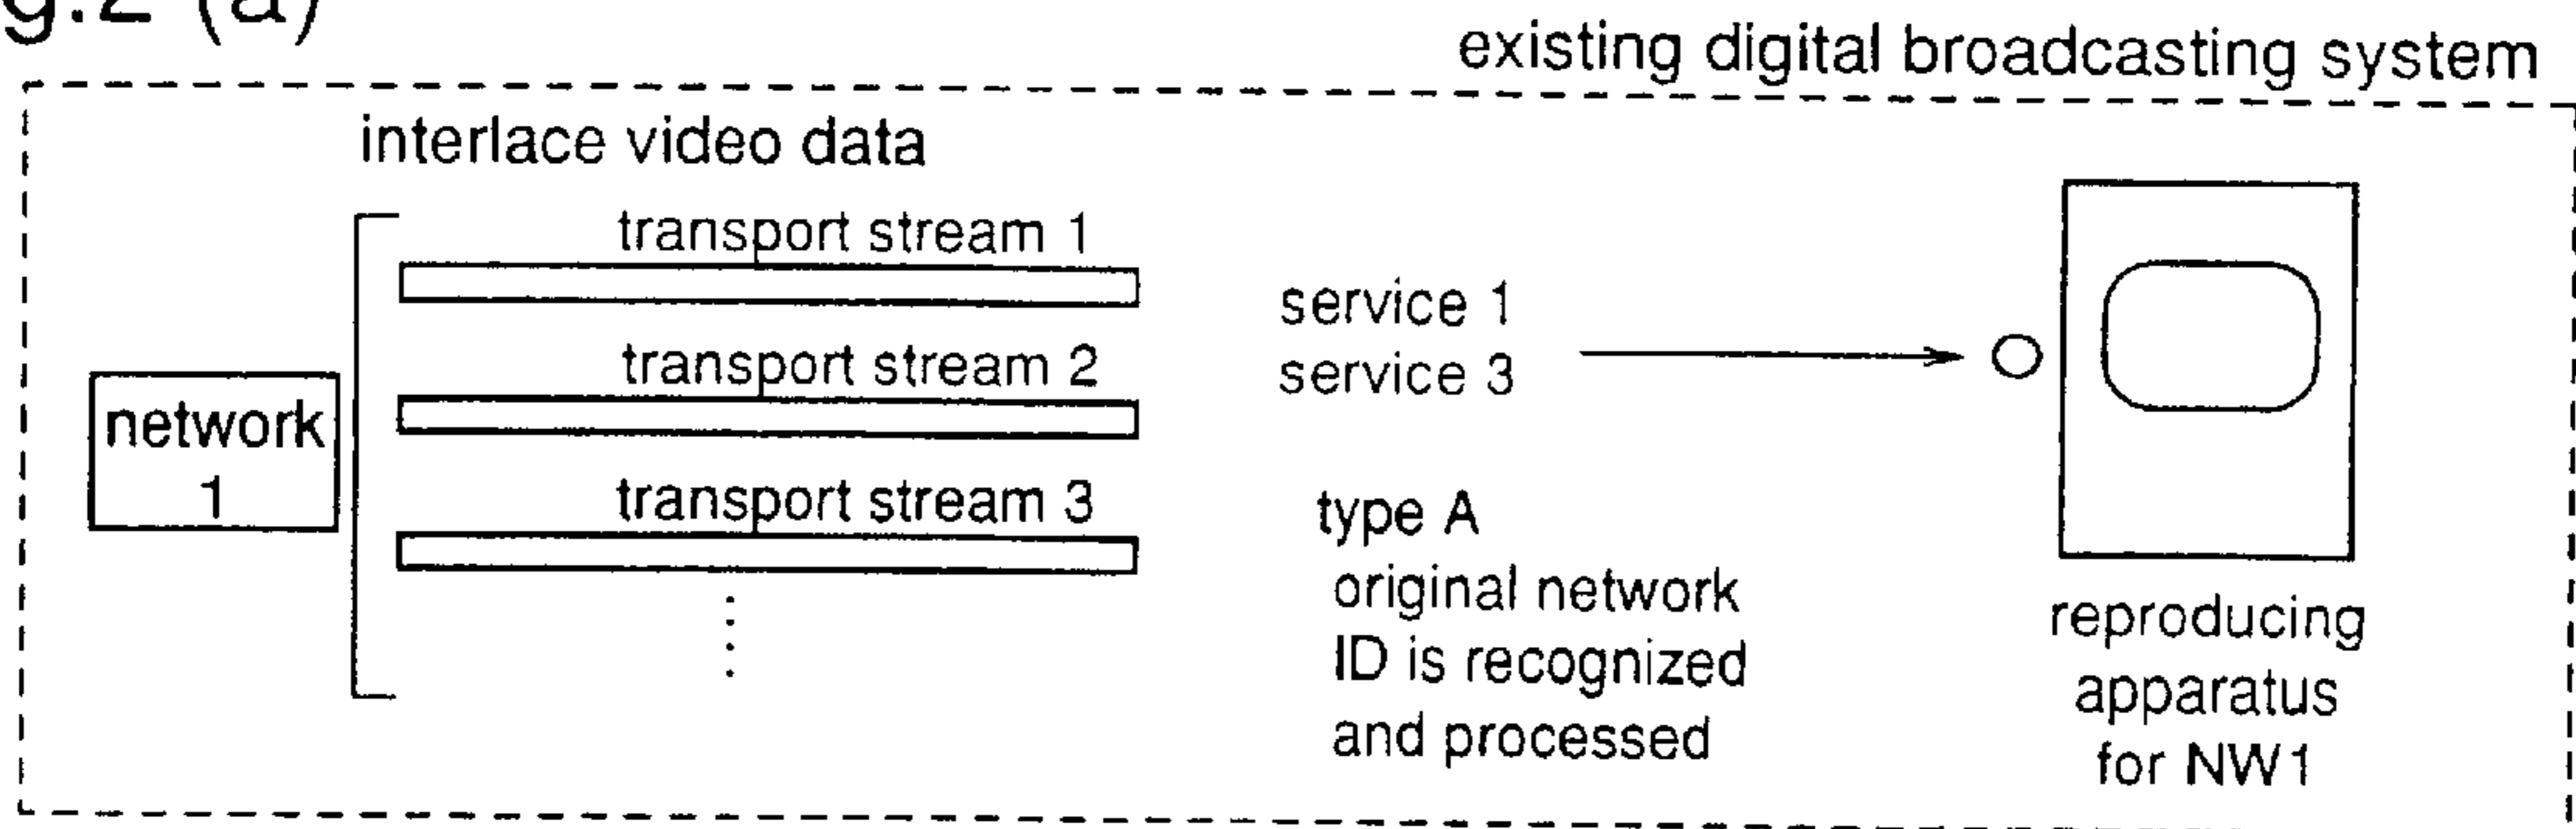 g.2 (a)
existing digital broadcasting system
interlace video data
transport stream 1
transport stream 2
transport stream 3
network
1
service 1
service 3
type A
original network
ID is recognized
and processed
reproducing
apparatus
for NW1